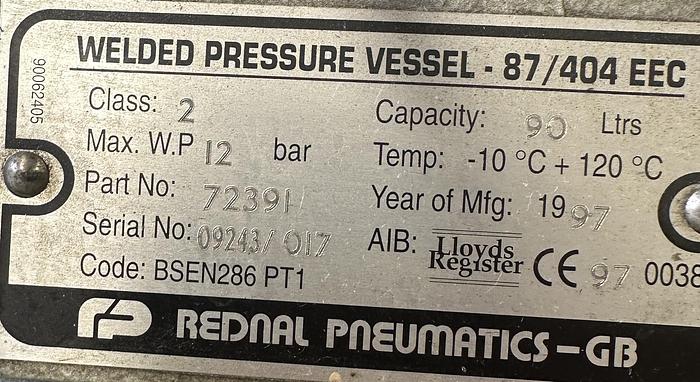 WELDED PRESSURE VESSEL - 87/404 EEC
90062405
Class: 2
Capacity: 90 Ltrs
Max. W.P 12 bar
Temp: -10 °C + 120 °C
Part No: 72391/
Year of Mfg: 1997
Serial No: 09243/017
AIB: Lloyds Register CE 97 0038
Code: BSEN286 PT1
REDNAL PNEUMATICS-GB